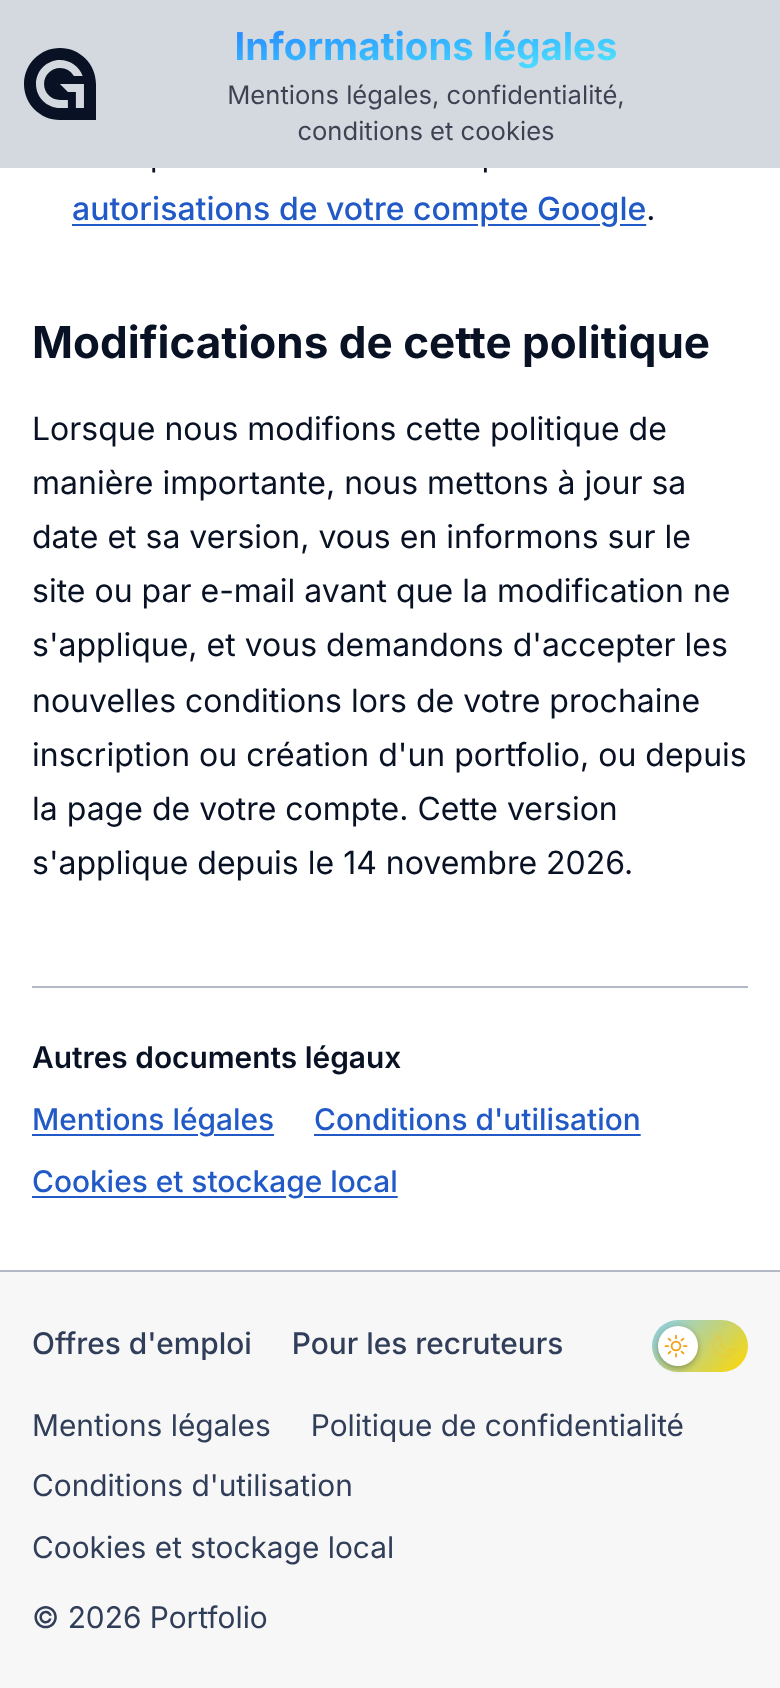 Informations légales
Mentions légales, confidentialité,
conditions et cookies
autorisations de votre compte Google.
Modifications de cette politique
Lorsque nous modifions cette politique de
manière importante, nous mettons à jour sa
date et sa version, vous en informons sur le
site ou par e-mail avant que la modification ne
s'applique, et vous demandons d'accepter les
nouvelles conditions lors de votre prochaine
inscription ou création d'un portfolio, ou depuis
la page de votre compte. Cette version
s'applique depuis le 14 novembre 2026.
Autres documents légaux
Mentions légales Conditions d'utilisation
Cookies et stockage local
Offres d'emploi Pour les recruteurs
Mentions légales Politique de confidentialité
Conditions d'utilisation
Cookies et stockage local
© 2026 Portfolio